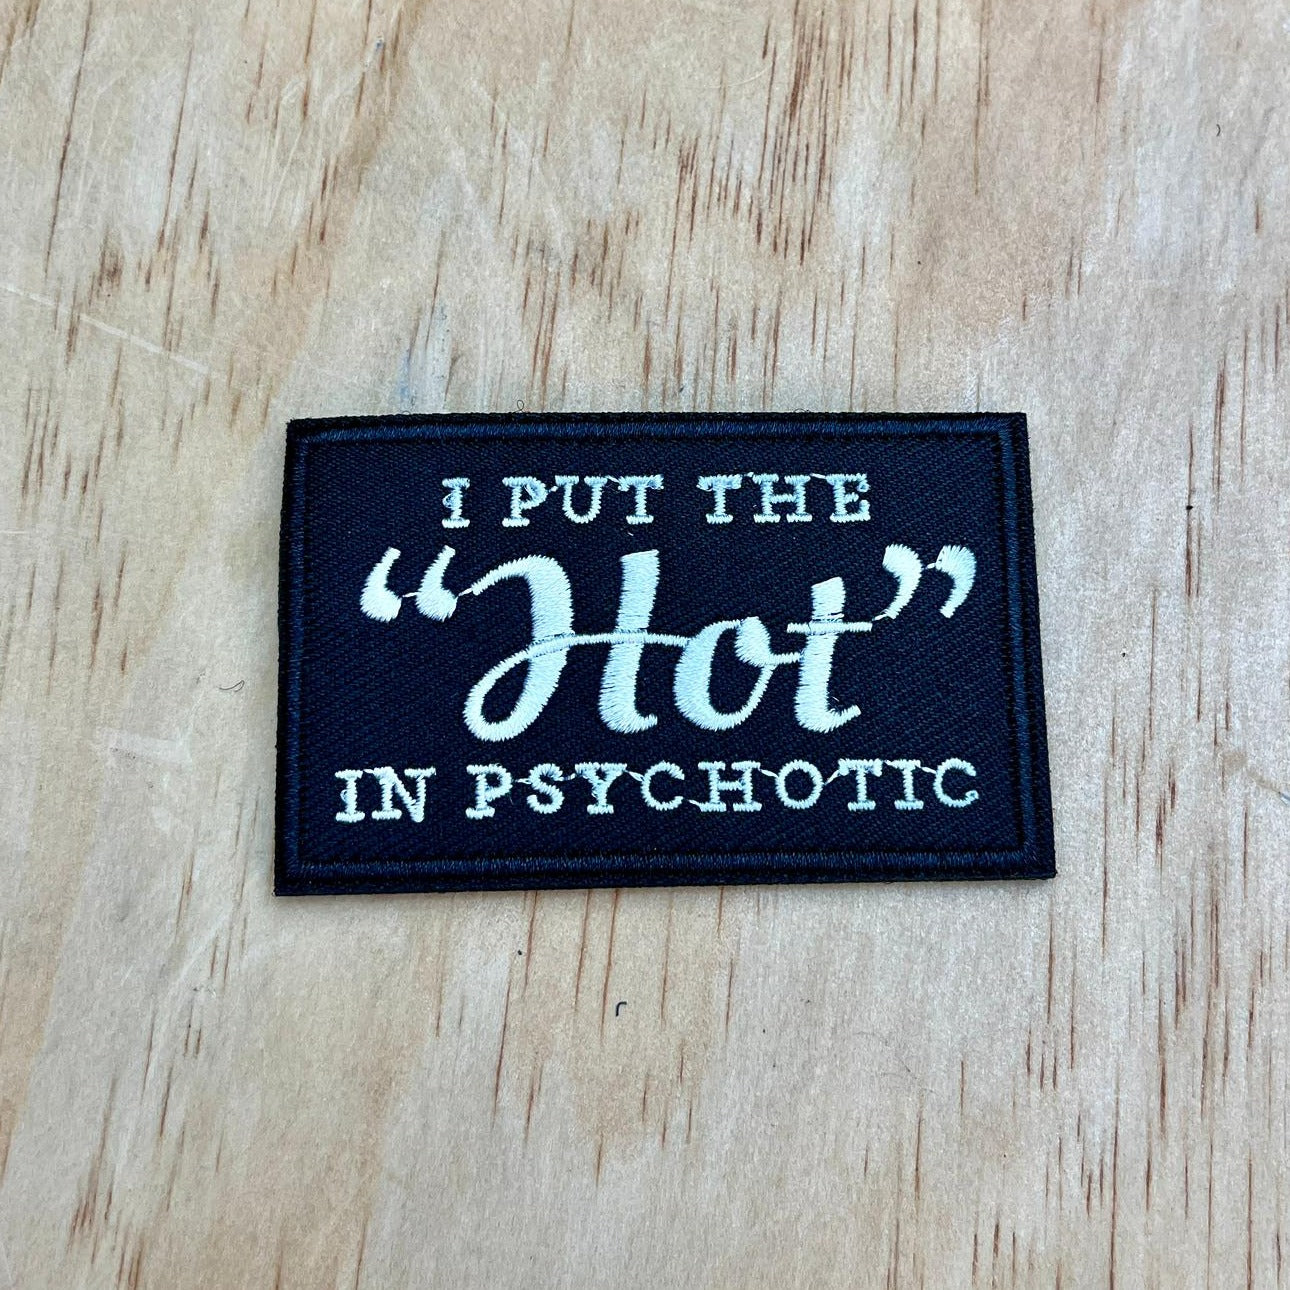 I PUT THE
“Hot”
IN PSYCHOTIC